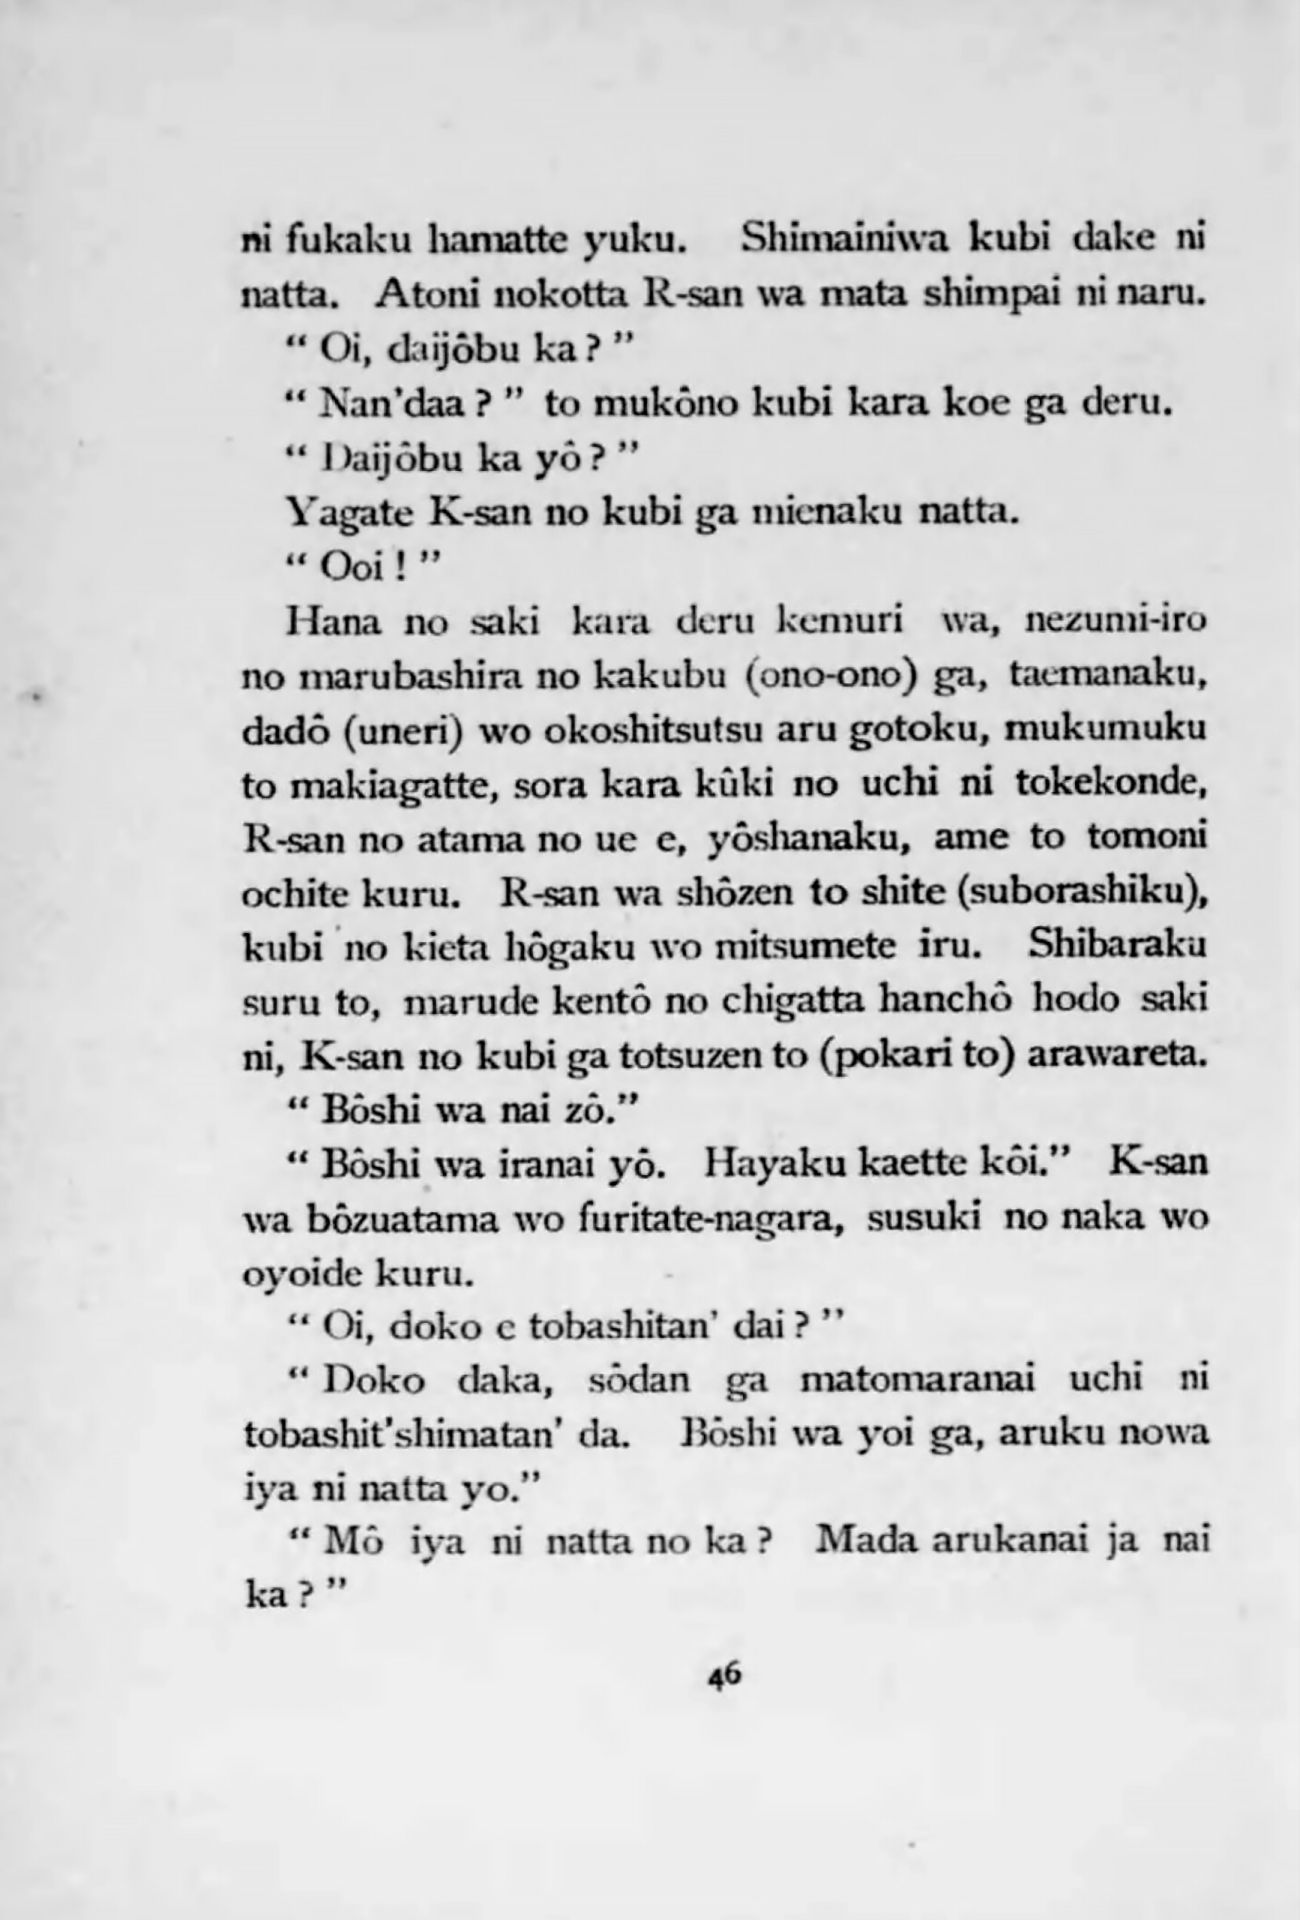 ni fukaku hamatte yuku. Shimainiwa kubi dake ni
natta. Atoni nokotta R-san wa mata shimpai ni naru.
“ Oi, daijôbu ka ? ”
“ Nan’daa ? ” to mukôno kubi kara koe ga deru.
“ Daijôbu ka yô ? ”
Yagate K-san no kubi ga mienaku natta.
“ Ooi ! ”
Hana no saki kara deru kemuri wa, nezumi-iro
no marubashira no kakubu (ono-ono) ga, taemanaku,
dadô (uneri) wo okoshitsutsu aru gotoku, mukumuku
to makiagatte, sora kara kûki no uchi ni tokekonde,
R-san no atama no ue e, yôshanaku, ame to tomoni
ochite kuru. R-san wa shôzen to shite (suborashiku),
kubi no kieta hôgaku wo mitsumete iru. Shibaraku
suru to, marude kentô no chigatta hanchô hodo saki
ni, K-san no kubi ga totsuzen to (pokari to) arawareta.
“ Bôshi wa nai zô.”
“ Bôshi wa iranai yô. Hayaku kaette kôi.” K-san
wa bôzuatama wo furitate-nagara, susuki no naka wo
oyoide kuru.
“ Oi, doko e tobashitan’ dai ? ”
“ Doko daka, sôdan ga matomaranai uchi ni
tobashit’shimatan’ da. Bôshi wa yoi ga, aruku nowa
iya ni natta yo.”
“ Mô iya ni natta no ka ? Mada arukanai ja nai
ka ? ”
46